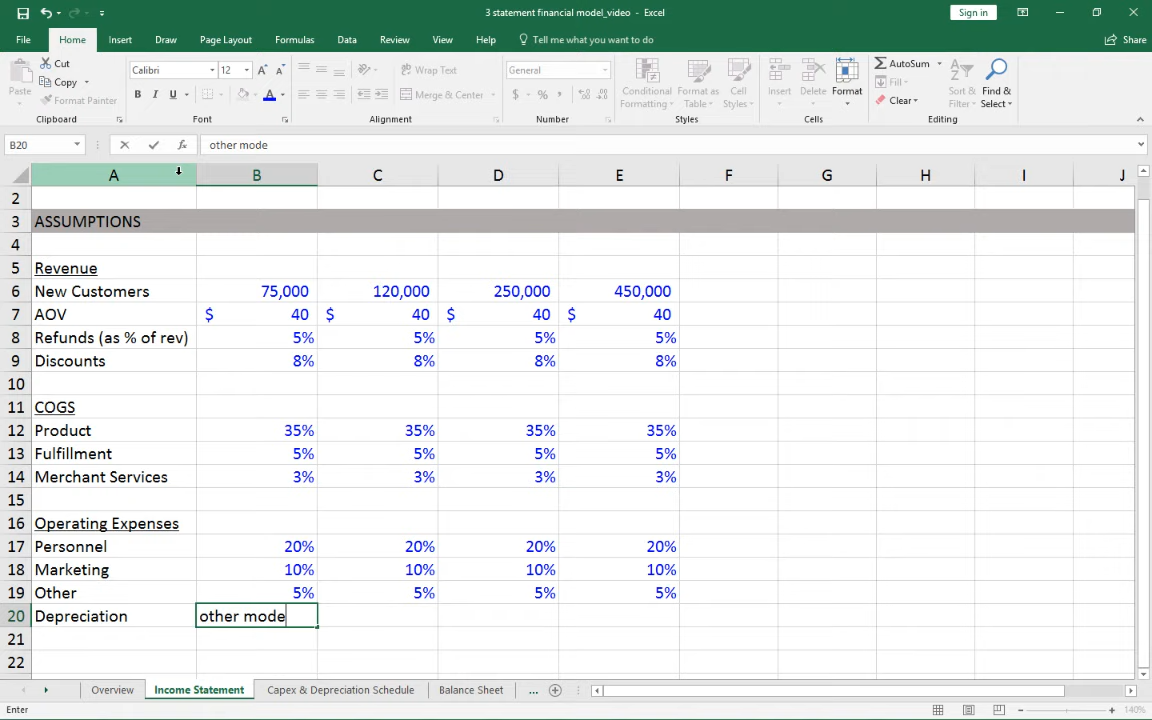 3 statement financial model_video - Excel
Sign in
File Home Insert Draw Page Layout Formulas Data Review View Help Tell me what you want to do Share
Paste Cut Copy Format Painter Clipboard
Calibri 12 B I U A Font
Wrap Text Merge & Center Alignment
General $ % , Number
Conditional Formatting Format as Table Cell Styles Styles
Insert Delete Format Cells
AutoSum Fill Clear Sort & Filter Find & Select Editing
B20 fx other mode
A B C D E F G H I J
2
3 ASSUMPTIONS
4
5 Revenue
6 New Customers 75,000 120,000 250,000 450,000
7 AOV $ 40 $ 40 $ 40 $ 40
8 Refunds (as % of rev) 5% 5% 5% 5%
9 Discounts 8% 8% 8% 8%
10
11 COGS
12 Product 35% 35% 35% 35%
13 Fulfillment 5% 5% 5% 5%
14 Merchant Services 3% 3% 3% 3%
15
16 Operating Expenses
17 Personnel 20% 20% 20% 20%
18 Marketing 10% 10% 10% 10%
19 Other 5% 5% 5% 5%
20 Depreciation other mode
21
22
Overview Income Statement Capex & Depreciation Schedule Balance Sheet ...
Enter 140%